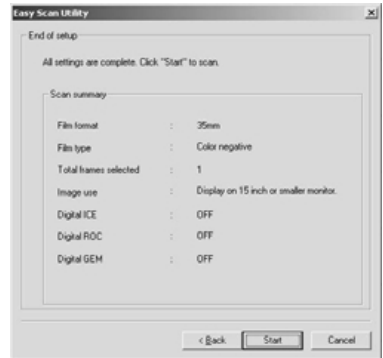 Easy Scan Utility
End of setup
All settings are complete. Click "Start" to scan.
Scan summary
Film format : 35mm
Film type : Color negative
Total frames selected : 1
Image use : Display on 15 inch or smaller monitor.
Digital ICE : OFF
Digital ROC : OFF
Digital GEM : OFF
< Back Start Cancel